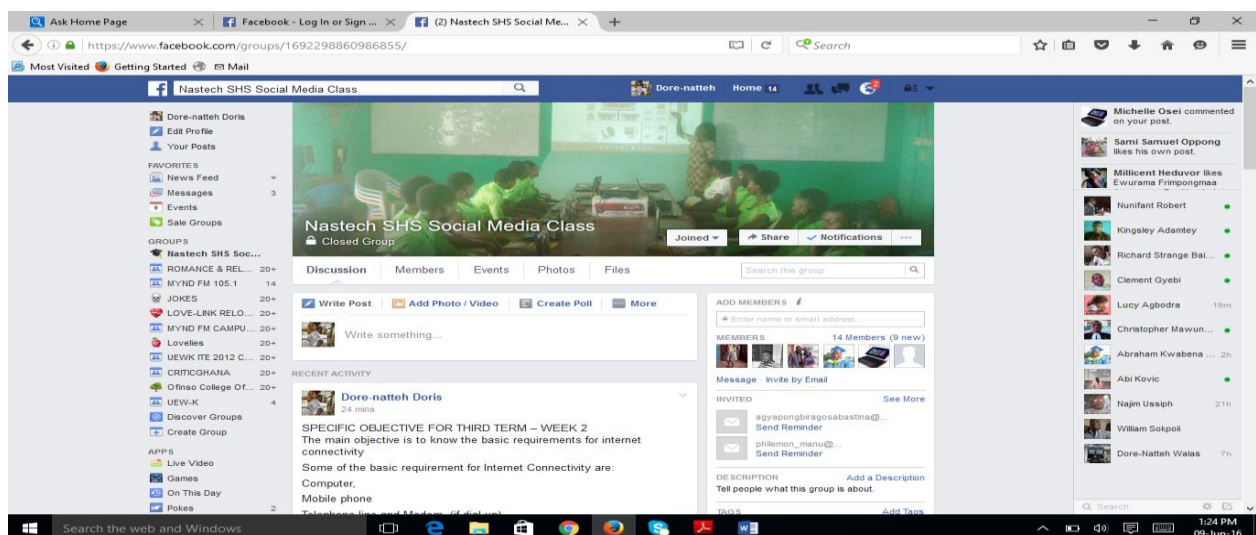 Ask Home Page
Facebook - Log In or Sign ...
(2) Nastech SHS Social Me...
https://www.facebook.com/groups/1692298860986855/
Search
Most Visited
Getting Started
Mail
Nastech SHS Social Media Class
Dore-natteh
Home 14
2
Dore-natteh Doris
Edit Profile
Your Posts
FAVORITES
News Feed
Messages 3
Events
Sale Groups
GROUPS
Nastech SHS Soc...
ROMANCE & REL... 20+
MYND FM 105.1 14
JOKES 20+
LOVE-LINK RELO... 20+
MYND FM CAMPU... 20+
Lovelies 20+
UEWK ITE 2012 C... 20+
CRITICGHANA 20+
Ofinso College Of... 20+
UEW-K 4
Discover Groups
Create Group
APPS
Live Video
Games
On This Day
Pokes 2
Nastech SHS Social Media Class
Closed Group
Joined
Share
Notifications
Discussion
Members
Events
Photos
Files
Search this group
Write Post
Add Photo / Video
Create Poll
More
Write something...
RECENT ACTIVITY
Dore-natteh Doris
24 mins
SPECIFIC OBJECTIVE FOR THIRD TERM – WEEK 2
The main objective is to know the basic requirements for internet
connectivity
Some of the basic requirement for Internet Connectivity are:
Computer,
Mobile phone
Telephone line and Modem (if dial up)
ADD MEMBERS
+ Enter name or email address...
MEMBERS
14 Members (9 new)
Message · Invite by Email
INVITED
See More
agyapongbiragosabastina@...
Send Reminder
philemon_manu@...
Send Reminder
DESCRIPTION
Add a Description
Tell people what this group is about.
TAGS
Add Tags
Michelle Osei commented
on your post.
Sami Samuel Oppong
likes his own post.
Millicent Heduvor likes
Ewurama Frimpongmaa
Nunifant Robert
Kingsley Adamtey
Richard Strange Bai...
Clement Gyebi
Lucy Agbodra 19m
Christopher Mawun...
Abraham Kwabena ... 2h
Abi Kovic
Najim Ussiph 21h
William Sokpoli
Dore-Natteh Walas 7h
Search
Search the web and Windows
1:24 PM
09-Jun-16